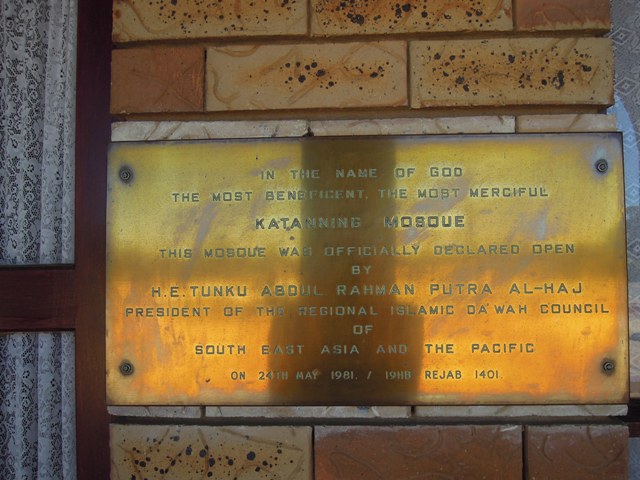 IN THE NAME OF GOD
THE MOST BENEFICENT, THE MOST MERCIFUL
KATANNING MOSQUE
THIS MOSQUE WAS OFFICIALLY DECLARED OPEN
BY
H.E. TUNKU ABDUL RAHMAN PUTRA AL-HAJ
PRESIDENT OF THE REGIONAL ISLAMIC DA'WAH COUNCIL
OF
SOUTH EAST ASIA AND THE PACIFIC
ON 24TH MAY 1981. / 19HB REJAB 1401.